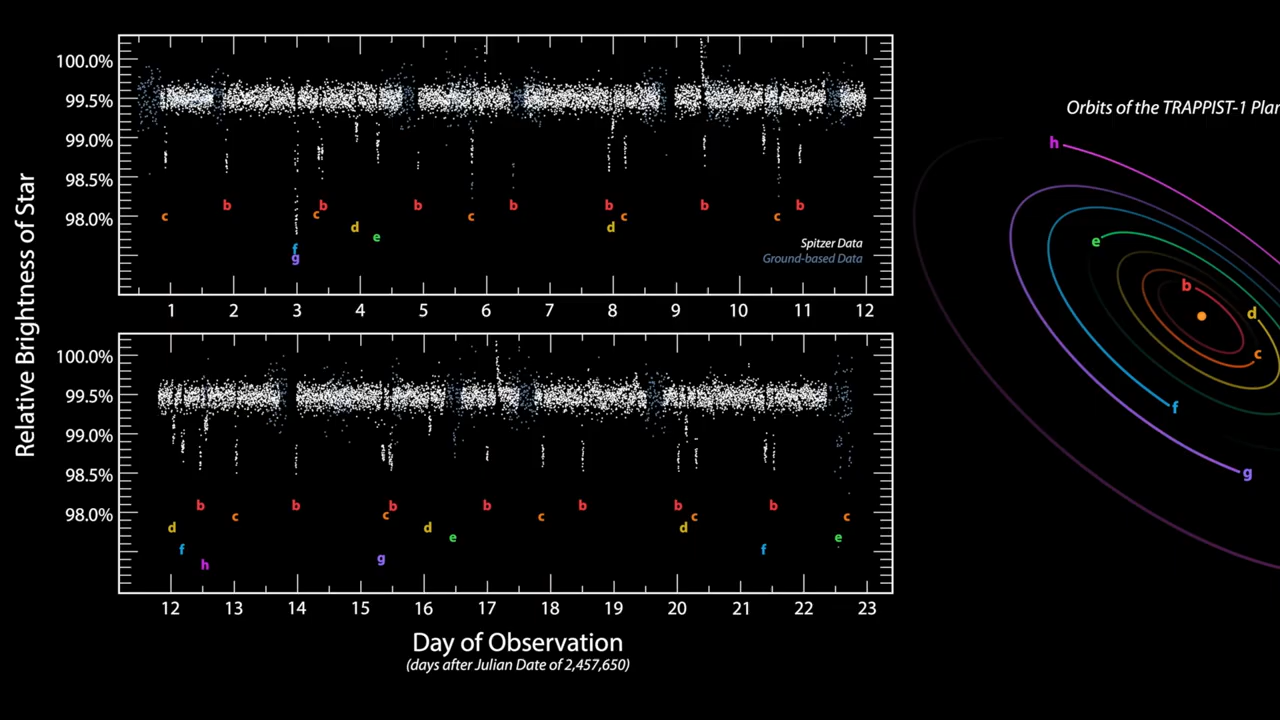 Relative Brightness of Star
100.0%
99.5%
99.0%
98.5%
98.0%
b b b b b b b
c c c c c
d d
e
f
g
Spitzer Data
Ground-based Data
1 2 3 4 5 6 7 8 9 10 11 12
100.0%
99.5%
99.0%
98.5%
98.0%
b b b b b b b
c c c c c
d d d
e e
f f
g
h
12 13 14 15 16 17 18 19 20 21 22 23
Day of Observation
(days after Julian Date of 2,457,650)
Orbits of the TRAPPIST-1 Plan
h
e
b
d
c
f
g